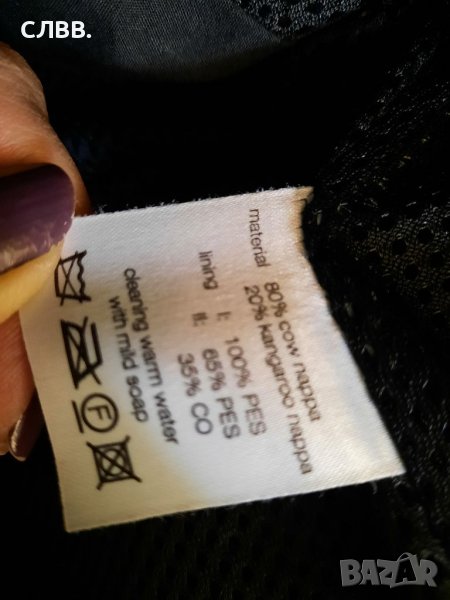 СЛВВ.
material 80% cow nappa
20% kangaroo nappa
lining I: 100% PES
II: 65% PES
35% CO
cleaning warm water
with mild soap
F
BAZAR